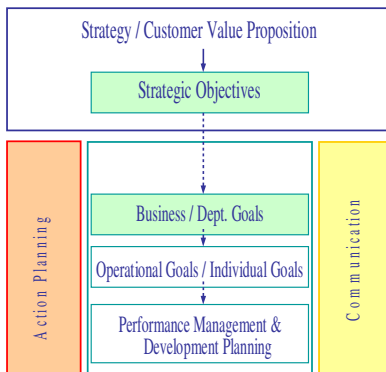 Strategy / Customer Value Proposition
Strategic Objectives
Action Planning
Business / Dept. Goals
Operational Goals / Individual Goals
Performance Management &
Development Planning
Communication